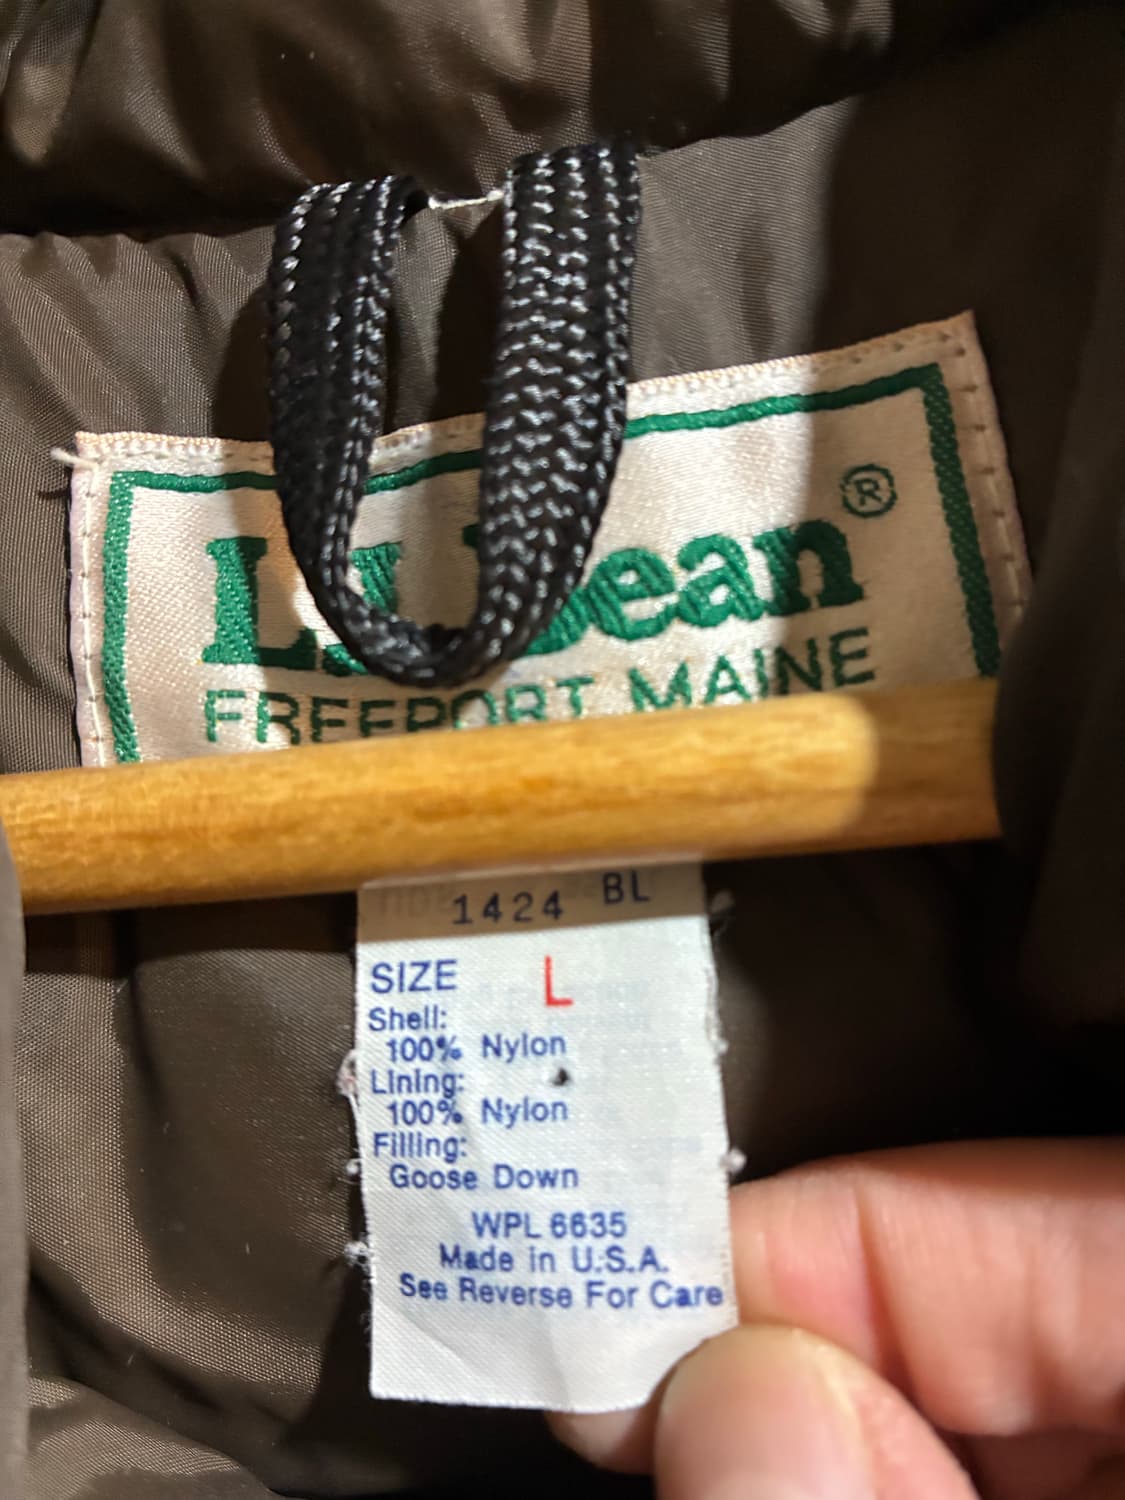 L.L.Bean®
FREEPORT MAINE
1424 BL
SIZE L
Shell:
100% Nylon
Lining:
100% Nylon
Filling:
Goose Down
WPL 6635
Made in U.S.A.
See Reverse For Care